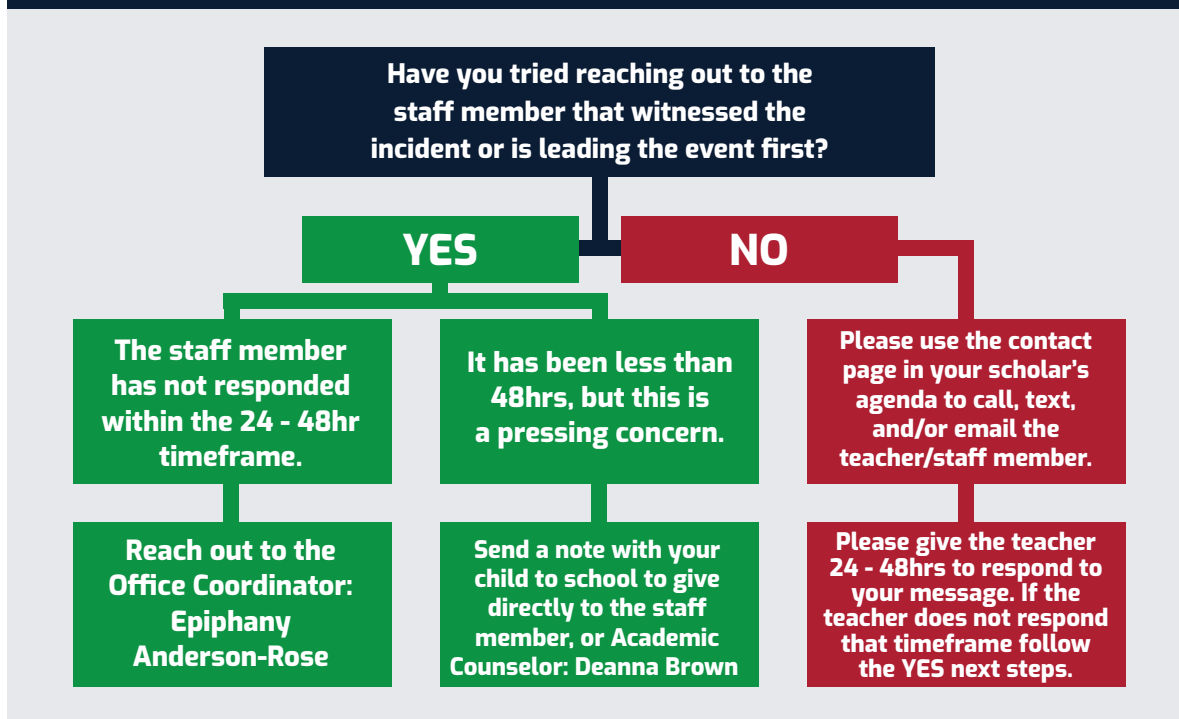 Have you tried reaching out to the
staff member that witnessed the
incident or is leading the event first?
YES
NO
The staff member
has not responded
within the 24 - 48hr
timeframe.
It has been less than
48hrs, but this is
a pressing concern.
Please use the contact
page in your scholar's
agenda to call, text,
and/or email the
teacher/staff member.
Reach out to the
Office Coordinator:
Epiphany
Anderson-Rose
Send a note with your
child to school to give
directly to the staff
member, or Academic
Counselor: Deanna Brown
Please give the teacher
24 - 48hrs to respond to
your message. If the
teacher does not respond
that timeframe follow
the YES next steps.